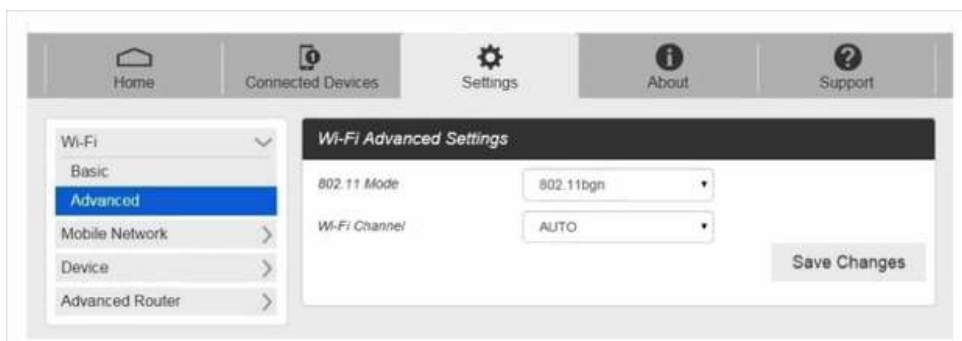 Home
Connected Devices
Settings
About
Support
Wi-Fi
Basic
Advanced
Mobile Network
Device
Advanced Router
Wi-Fi Advanced Settings
802.11 Mode
802.11bgn
Wi-Fi Channel
AUTO
Save Changes